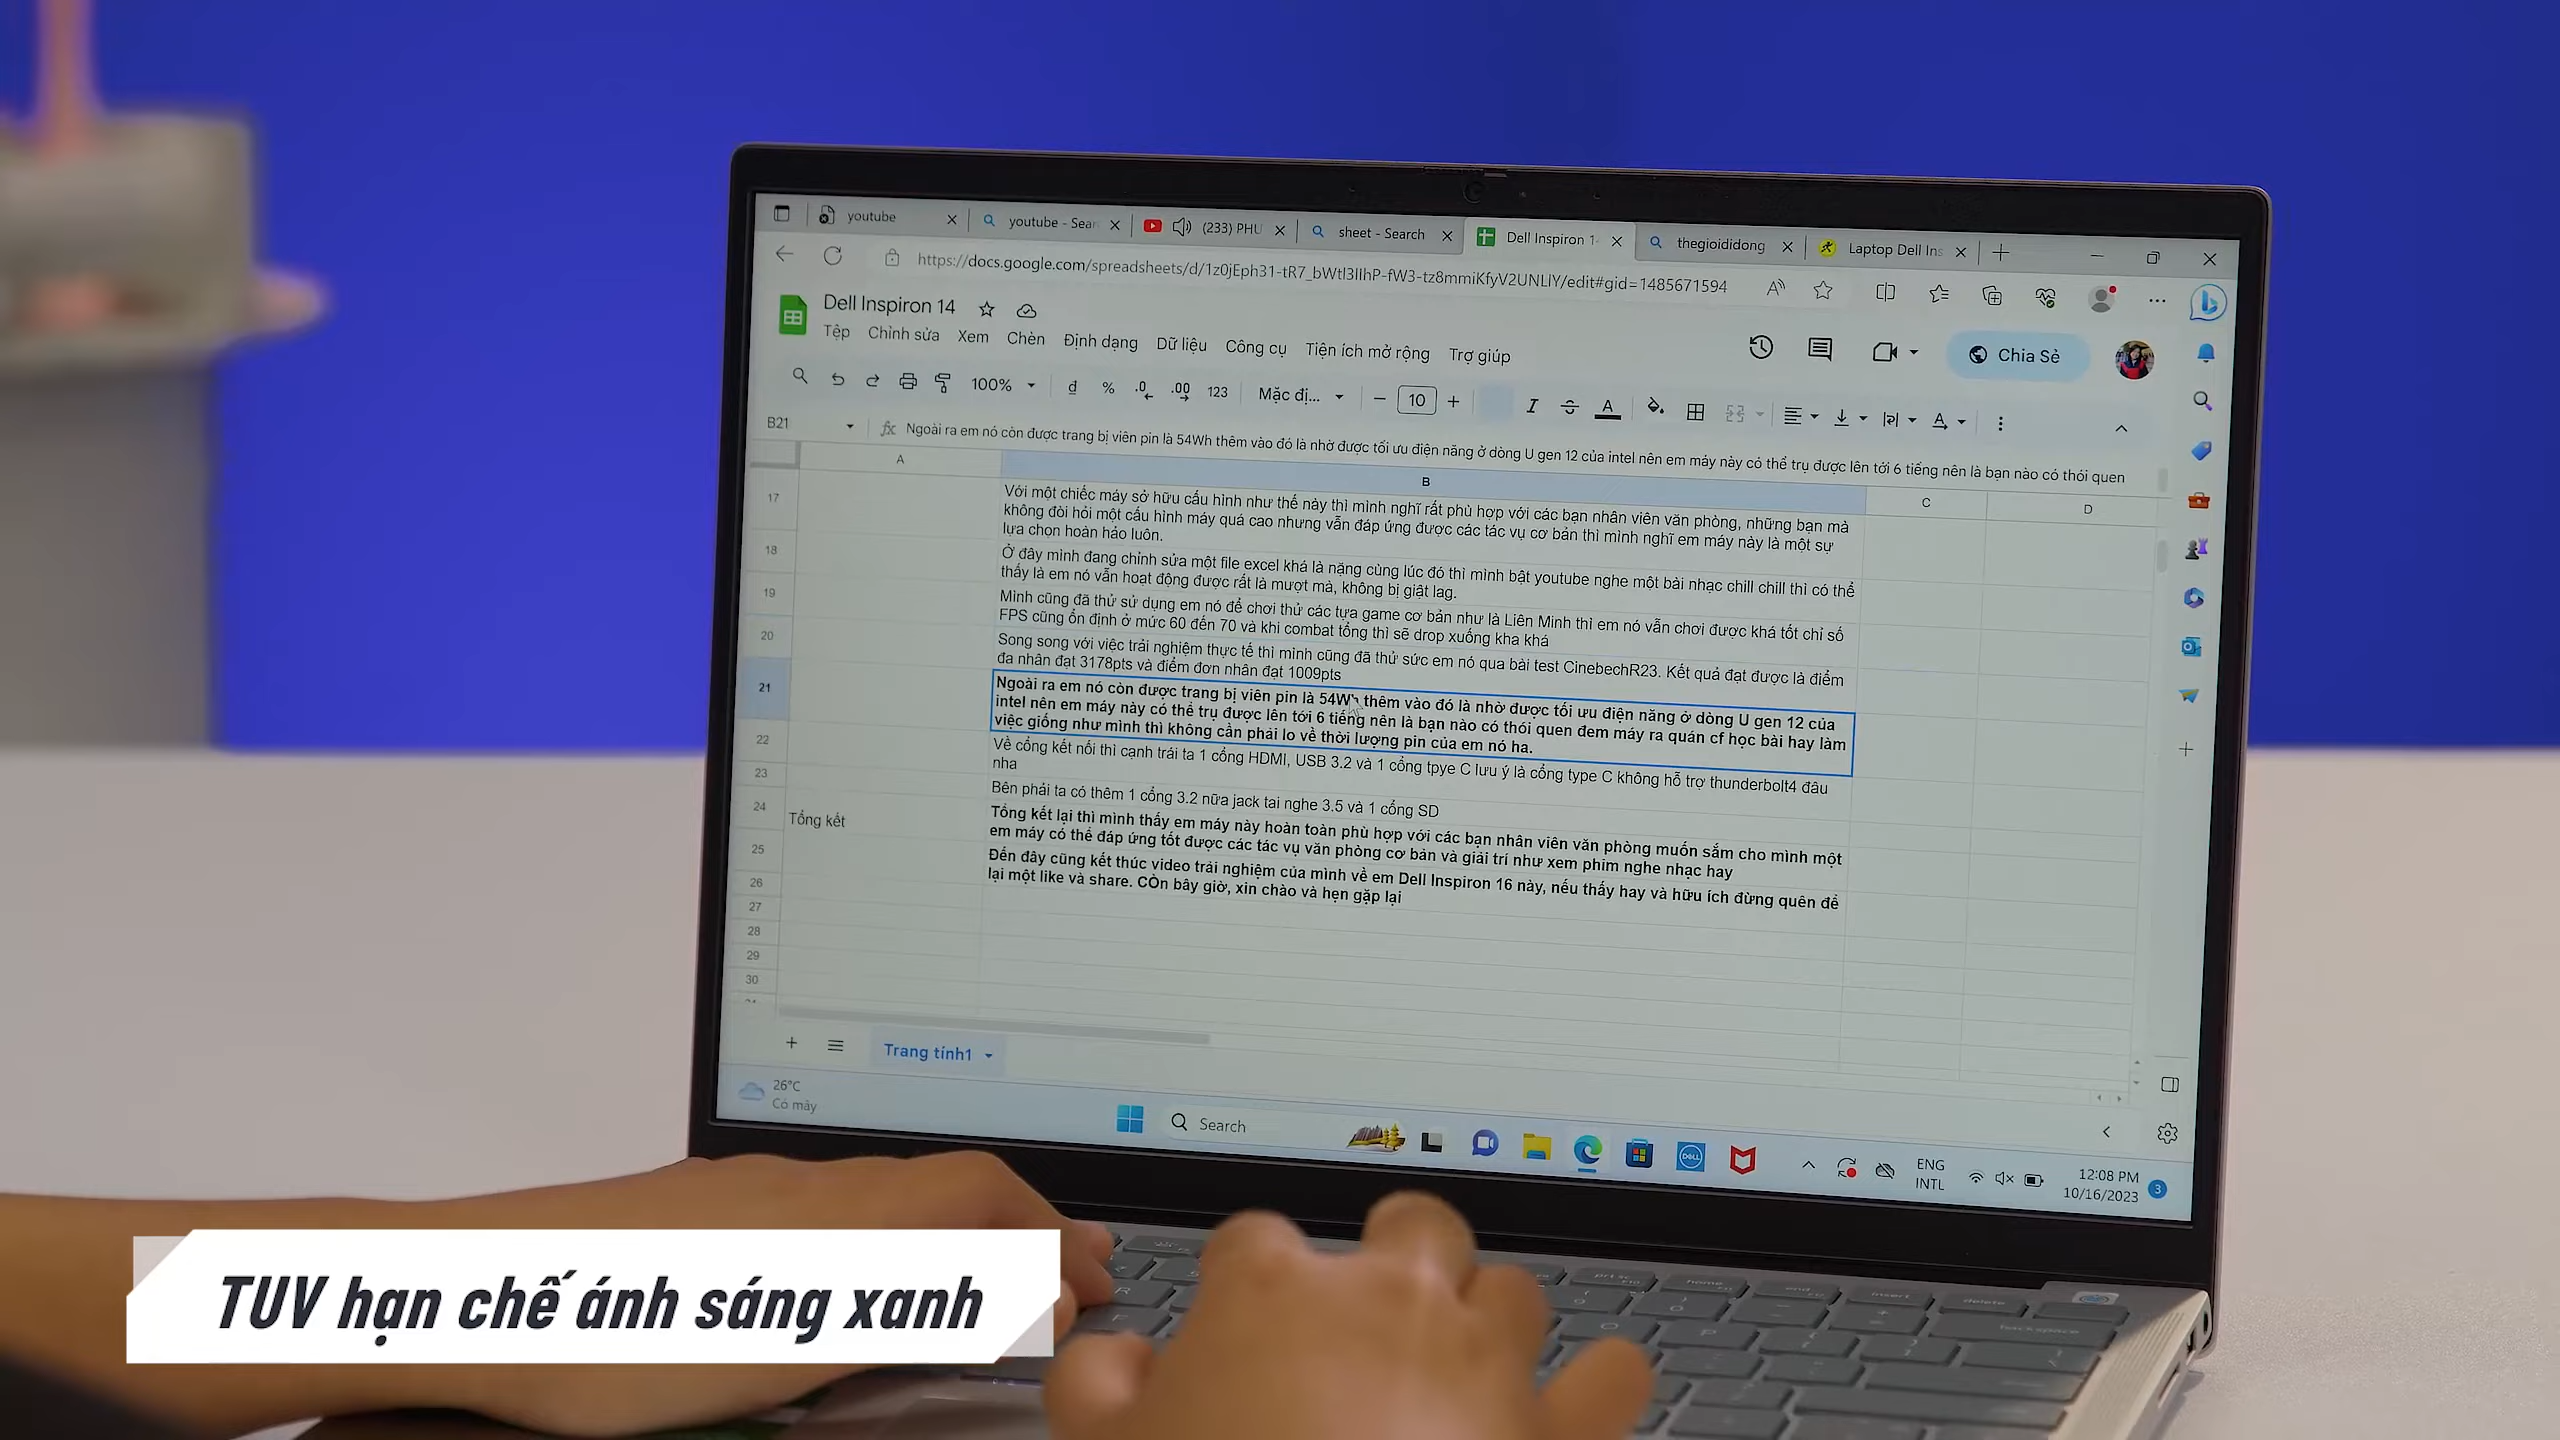 youtube
youtube - Sear
(233) PHU
sheet - Search
Dell Inspiron 1
thegioididong
Laptop Dell Ins
https://docs.google.com/spreadsheets/d/1z0jEph31-tR7_bWtI3IIhP-fW3-tz8mmiKfyV2UNLIY/edit#gid=1485671594
Dell Inspiron 14
Tệp Chỉnh sửa Xem Chèn Định dạng Dữ liệu Công cụ Tiện ích mở rộng Trợ giúp
Chia Sẻ
100% đ % .0 .00 123 Mặc đị... 10
B21
Ngoài ra em nó còn được trang bị viên pin là 54Wh thêm vào đó là nhờ được tối ưu điện năng ở dòng U gen 12 của intel nên em máy này có thể trụ được lên tới 6 tiếng nên là bạn nào có thói quen
A B C D
17
Với một chiếc máy sở hữu cấu hình như thế này thì mình nghĩ rất phù hợp với các bạn nhân viên văn phòng, những bạn mà
không đòi hỏi một cấu hình máy quá cao nhưng vẫn đáp ứng được các tác vụ cơ bản thì mình nghĩ em máy này là một sự
lựa chọn hoàn hảo luôn.
18
Ở đây mình đang chỉnh sửa một file excel khá là nặng cùng lúc đó thì mình bật youtube nghe một bài nhạc chill chill thì có thể
thấy là em nó vẫn hoạt động được rất là mượt mà, không bị giật lag.
19
Mình cũng đã thử sử dụng em nó để chơi thử các tựa game cơ bản như là Liên Minh thì em nó vẫn chơi được khá tốt chỉ số
FPS cũng ổn định ở mức 60 đến 70 và khi combat tổng thì sẽ drop xuống kha khá
20
Song song với việc trải nghiệm thực tế thì mình cũng đã thử sức em nó qua bài test CinebechR23. Kết quả đạt được là điểm
đa nhân đạt 3178pts và điểm đơn nhân đạt 1009pts
21
Ngoài ra em nó còn được trang bị viên pin là 54Wh thêm vào đó là nhờ được tối ưu điện năng ở dòng U gen 12 của
intel nên em máy này có thể trụ được lên tới 6 tiếng nên là bạn nào có thói quen đem máy ra quán cf học bài hay làm
việc giống như mình thì không cần phải lo về thời lượng pin của em nó ha.
22
Về cổng kết nối thì cạnh trái ta 1 cổng HDMI, USB 3.2 và 1 cổng tpye C lưu ý là cổng type C không hỗ trợ thunderbolt4 đâu
nha
23
Bên phải ta có thêm 1 cổng 3.2 nữa jack tai nghe 3.5 và 1 cổng SD
24
Tổng kết
Tổng kết lại thì mình thấy em máy này hoàn toàn phù hợp với các bạn nhân viên văn phòng muốn sắm cho mình một
em máy có thể đáp ứng tốt được các tác vụ văn phòng cơ bản và giải trí như xem phim nghe nhạc hay
25
Đến đây cũng kết thúc video trải nghiệm của mình về em Dell Inspiron 16 này, nếu thấy hay và hữu ích đừng quên để
lại một like và share. CÒn bây giờ, xin chào và hẹn gặp lại
26
27
28
29
30
Trang tính1
26°C
Có mây
Search
DELL
ENG
INTL
12:08 PM
10/16/2023
3
TUV hạn chế ánh sáng xanh
home
end
insert
delete
backspace